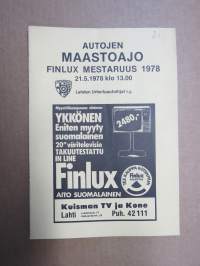 AUTOJEN
MAASTOAJO
FINLUX MESTARUUS 1978
21.5.1978 klo 13.00
Lahden Urheiluautoilijat r.y.
YKKÖNEN
Eniten myyty
suomalainen
20" väritelevisio
TAKUUTESTATTU
IN LINE
2480,-
Finlux
AITO SUOMALAINEN
Kuisman TV ja Kone
Lahti
Puh. 42 111